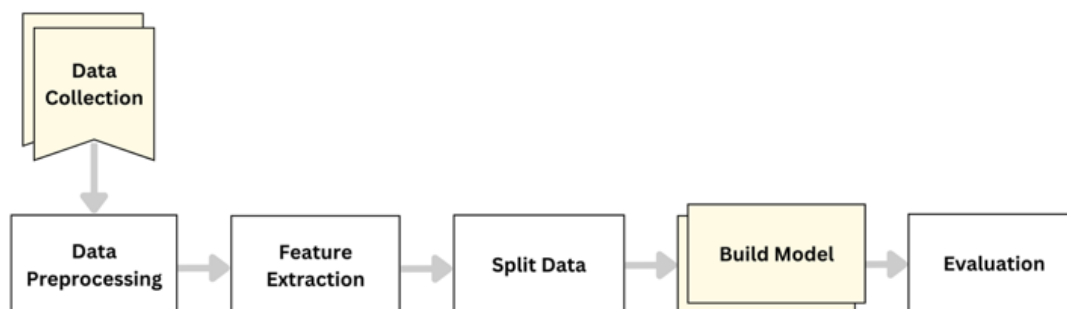 Data
Collection
Data
Preprocessing
Feature
Extraction
Split Data
Build Model
Evaluation